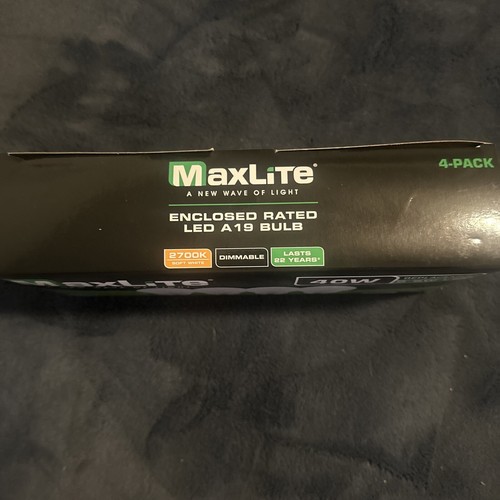 MAXLITE®
4-PACK
A NEW WAVE OF LIGHT
ENCLOSED RATED
LED A19 BULB
2700K
SOFT WHITE
DIMMABLE
LASTS
22 YEARS*
MAXLITE®
40W